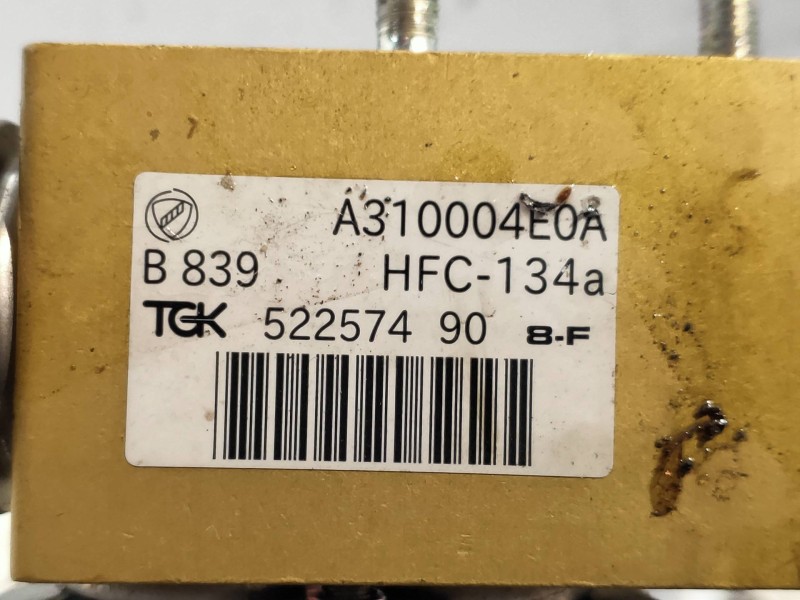 A310004E0A
B 839 HFC-134a
TGK 522574 90 8-F